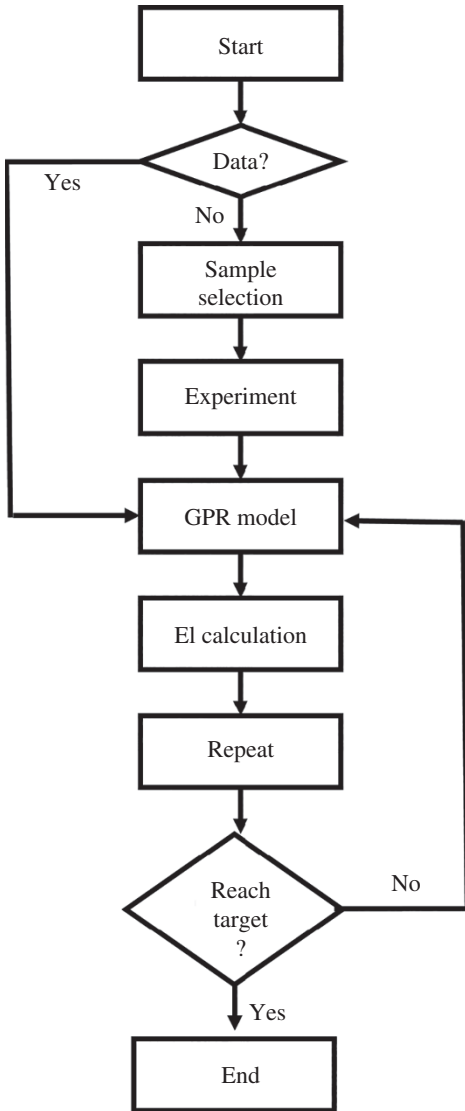 Start
Data?
Yes
No
Sample
selection
Experiment
GPR model
El calculation
Repeat
Reach
target
?
No
Yes
End